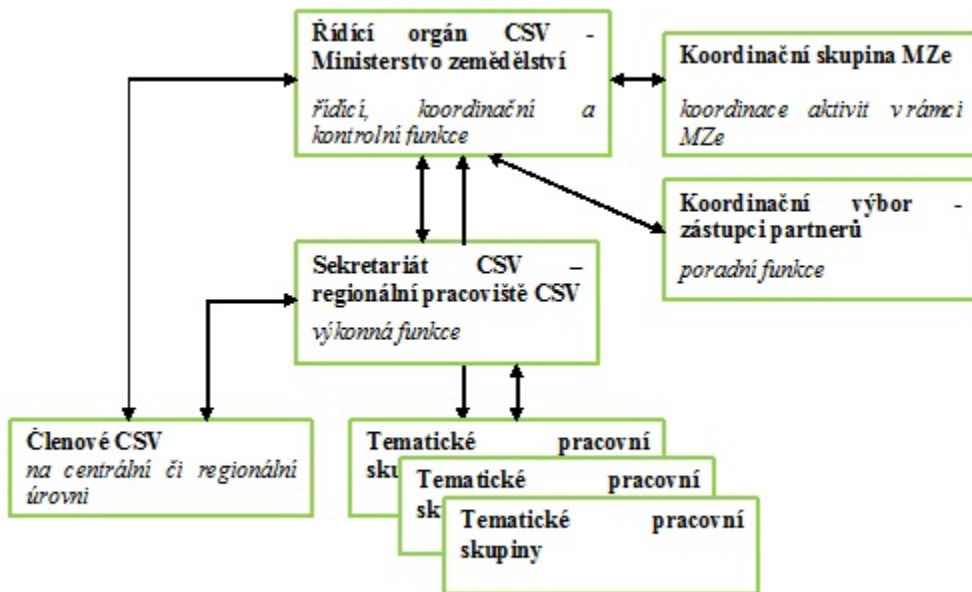 Řídící orgán CSV -
Ministerstvo zemědělství
řídící, koordinační a
kontrolní funkce
Koordinační skupina MZe
koordinace aktivit v rámci
MZe
Koordinační výbor -
zástupci partnerů
poradní funkce
Sekretariát CSV –
regionální pracoviště CSV
výkonná funkce
Členové CSV
na centrální či regionální
úrovni
Tematické pracovní
Tematické pracovní
Tematické pracovní
skupiny